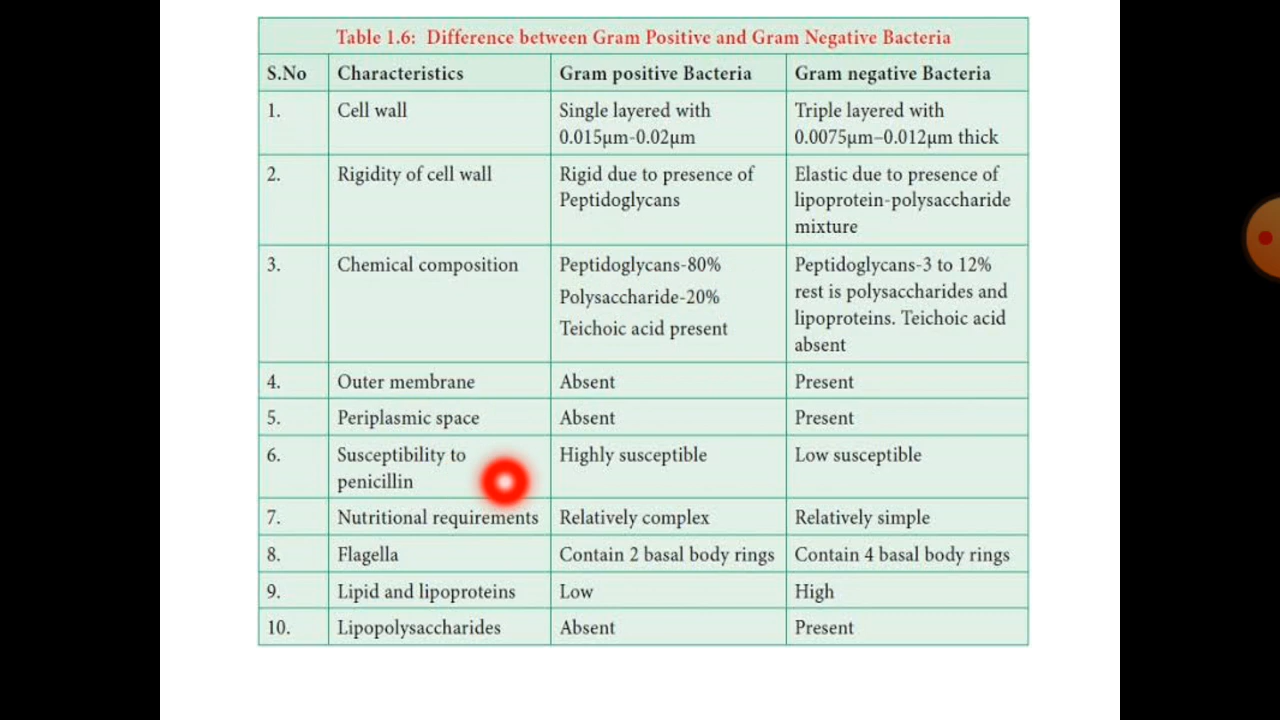 Table 1.6: Difference between Gram Positive and Gram Negative Bacteria
S.No Characteristics Gram positive Bacteria Gram negative Bacteria
1. Cell wall Single layered with 0.015µm-0.02µm Triple layered with 0.0075µm–0.012µm thick
2. Rigidity of cell wall Rigid due to presence of Peptidoglycans Elastic due to presence of lipoprotein-polysaccharide mixture
3. Chemical composition Peptidoglycans-80% Polysaccharide-20% Teichoic acid present Peptidoglycans-3 to 12% rest is polysaccharides and lipoproteins. Teichoic acid absent
4. Outer membrane Absent Present
5. Periplasmic space Absent Present
6. Susceptibility to penicillin Highly susceptible Low susceptible
7. Nutritional requirements Relatively complex Relatively simple
8. Flagella Contain 2 basal body rings Contain 4 basal body rings
9. Lipid and lipoproteins Low High
10. Lipopolysaccharides Absent Present